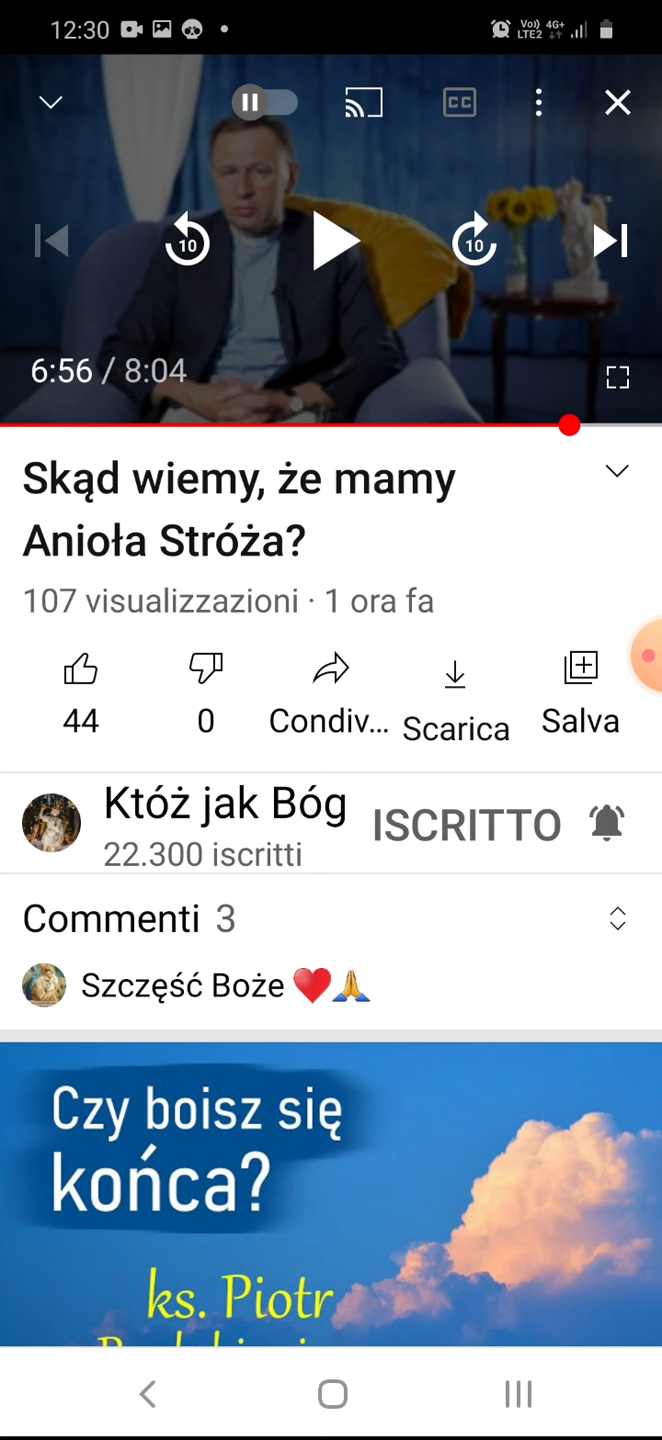 12:30
Vo)) 4G+
LTE2
CC
10
10
6:56 / 8:04
Skąd wiemy, że mamy
Anioła Stróża?
107 visualizzazioni · 1 ora fa
44
0
Condiv...
Scarica
Salva
Któż jak Bóg
22.300 iscritti
ISCRITTO
Commenti 3
Szczęść Boże ❤️🙏
Czy boisz się
końca?
ks. Piotr